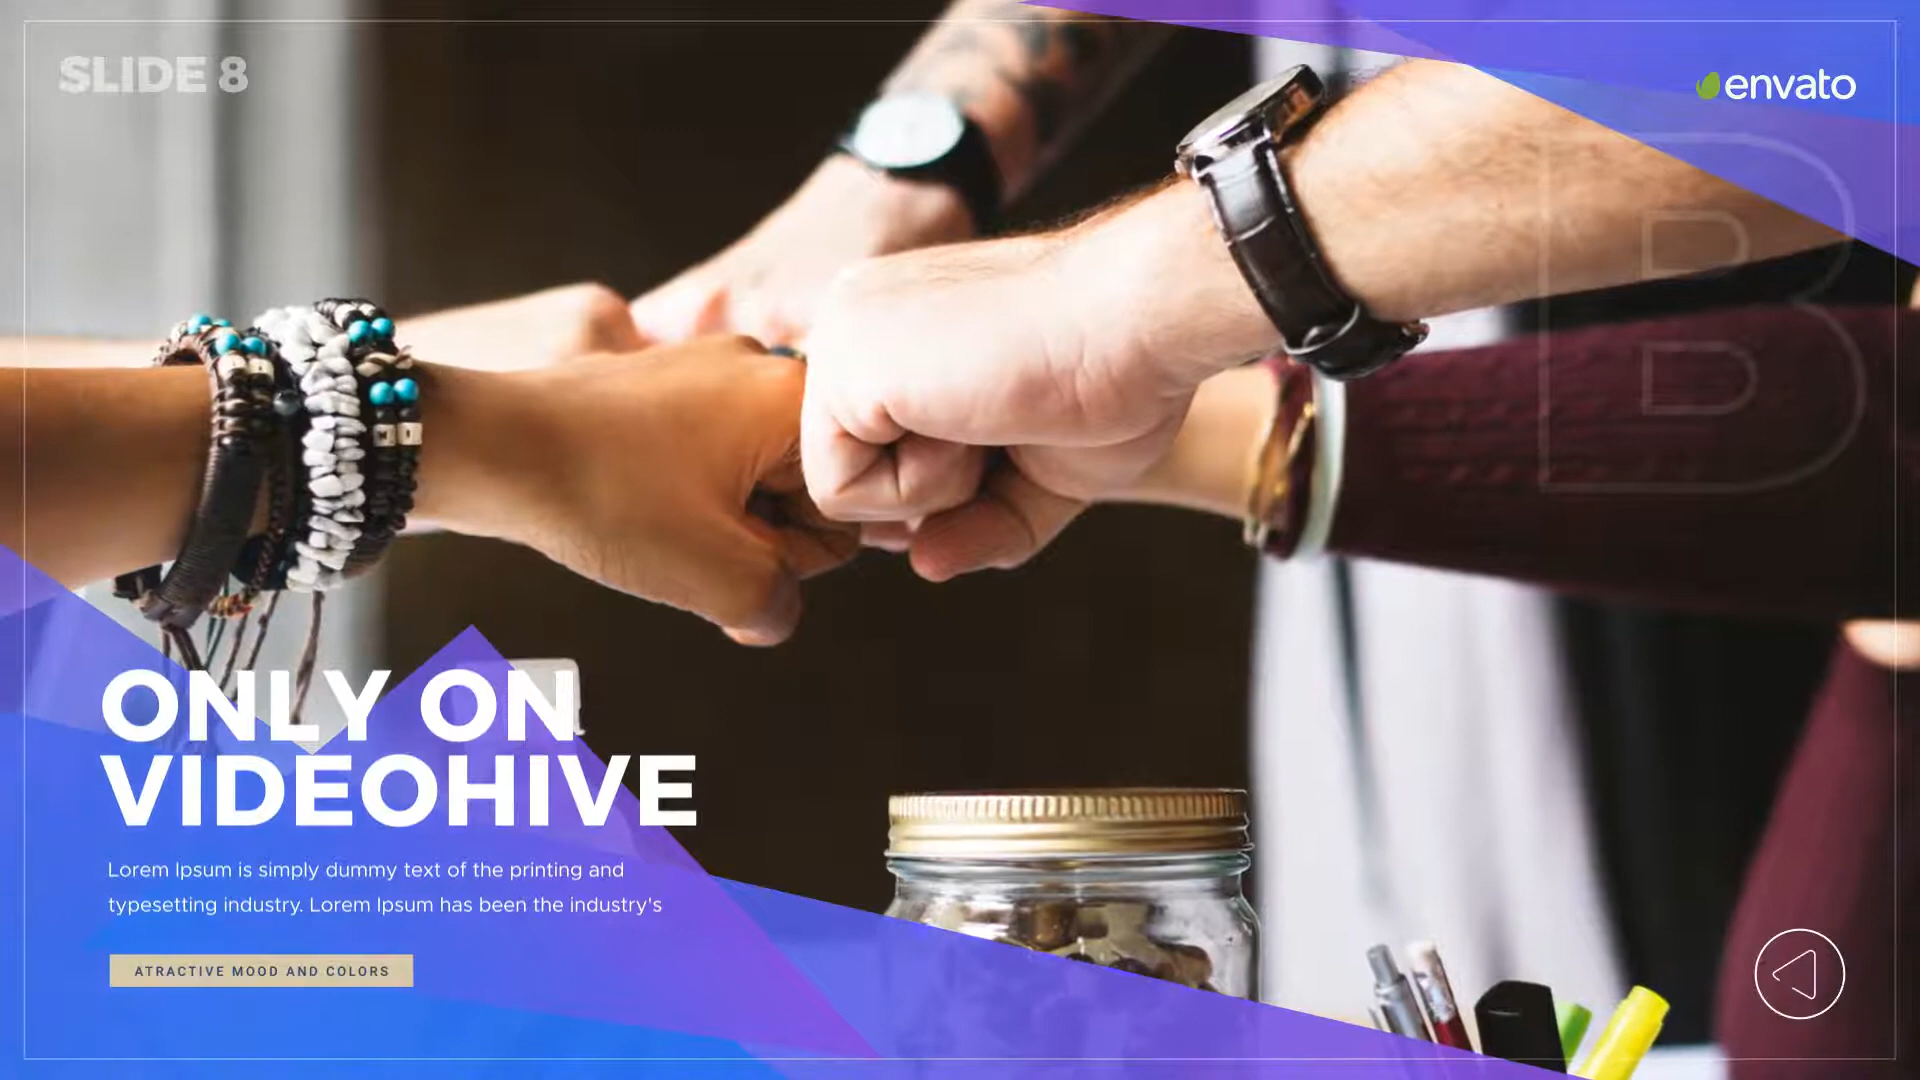 SLIDE 8
envato
B
ONLY ON
VIDEOHIVE
Lorem Ipsum is simply dummy text of the printing and
typesetting industry. Lorem Ipsum has been the industry's
ATRACTIVE MOOD AND COLORS